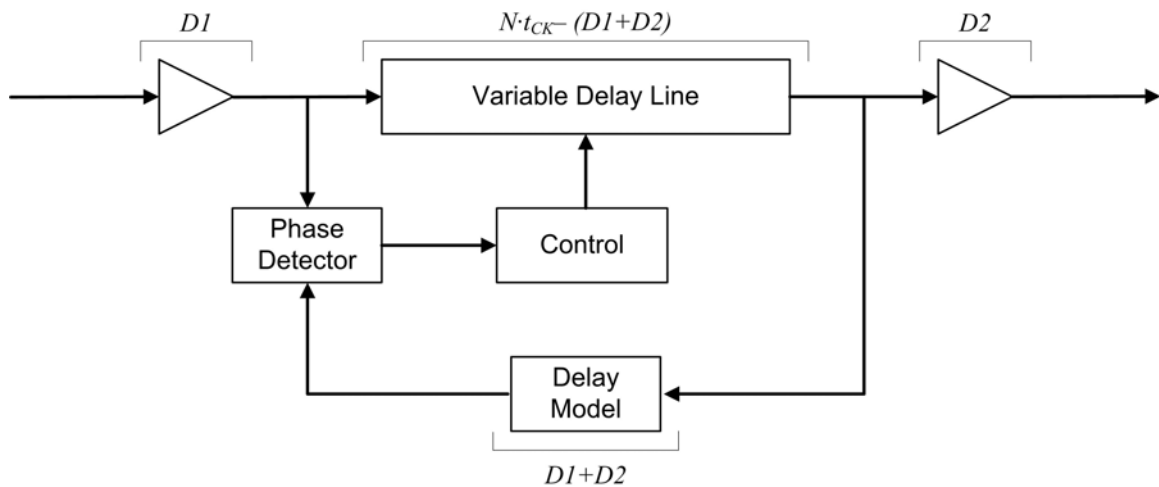 D1
N·tCK– (D1+D2)
D2
Variable Delay Line
Phase
Detector
Control
Delay
Model
D1+D2